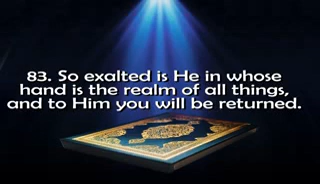 83. So exalted is He in whose
hand is the realm of all things,
and to Him you will be returned.